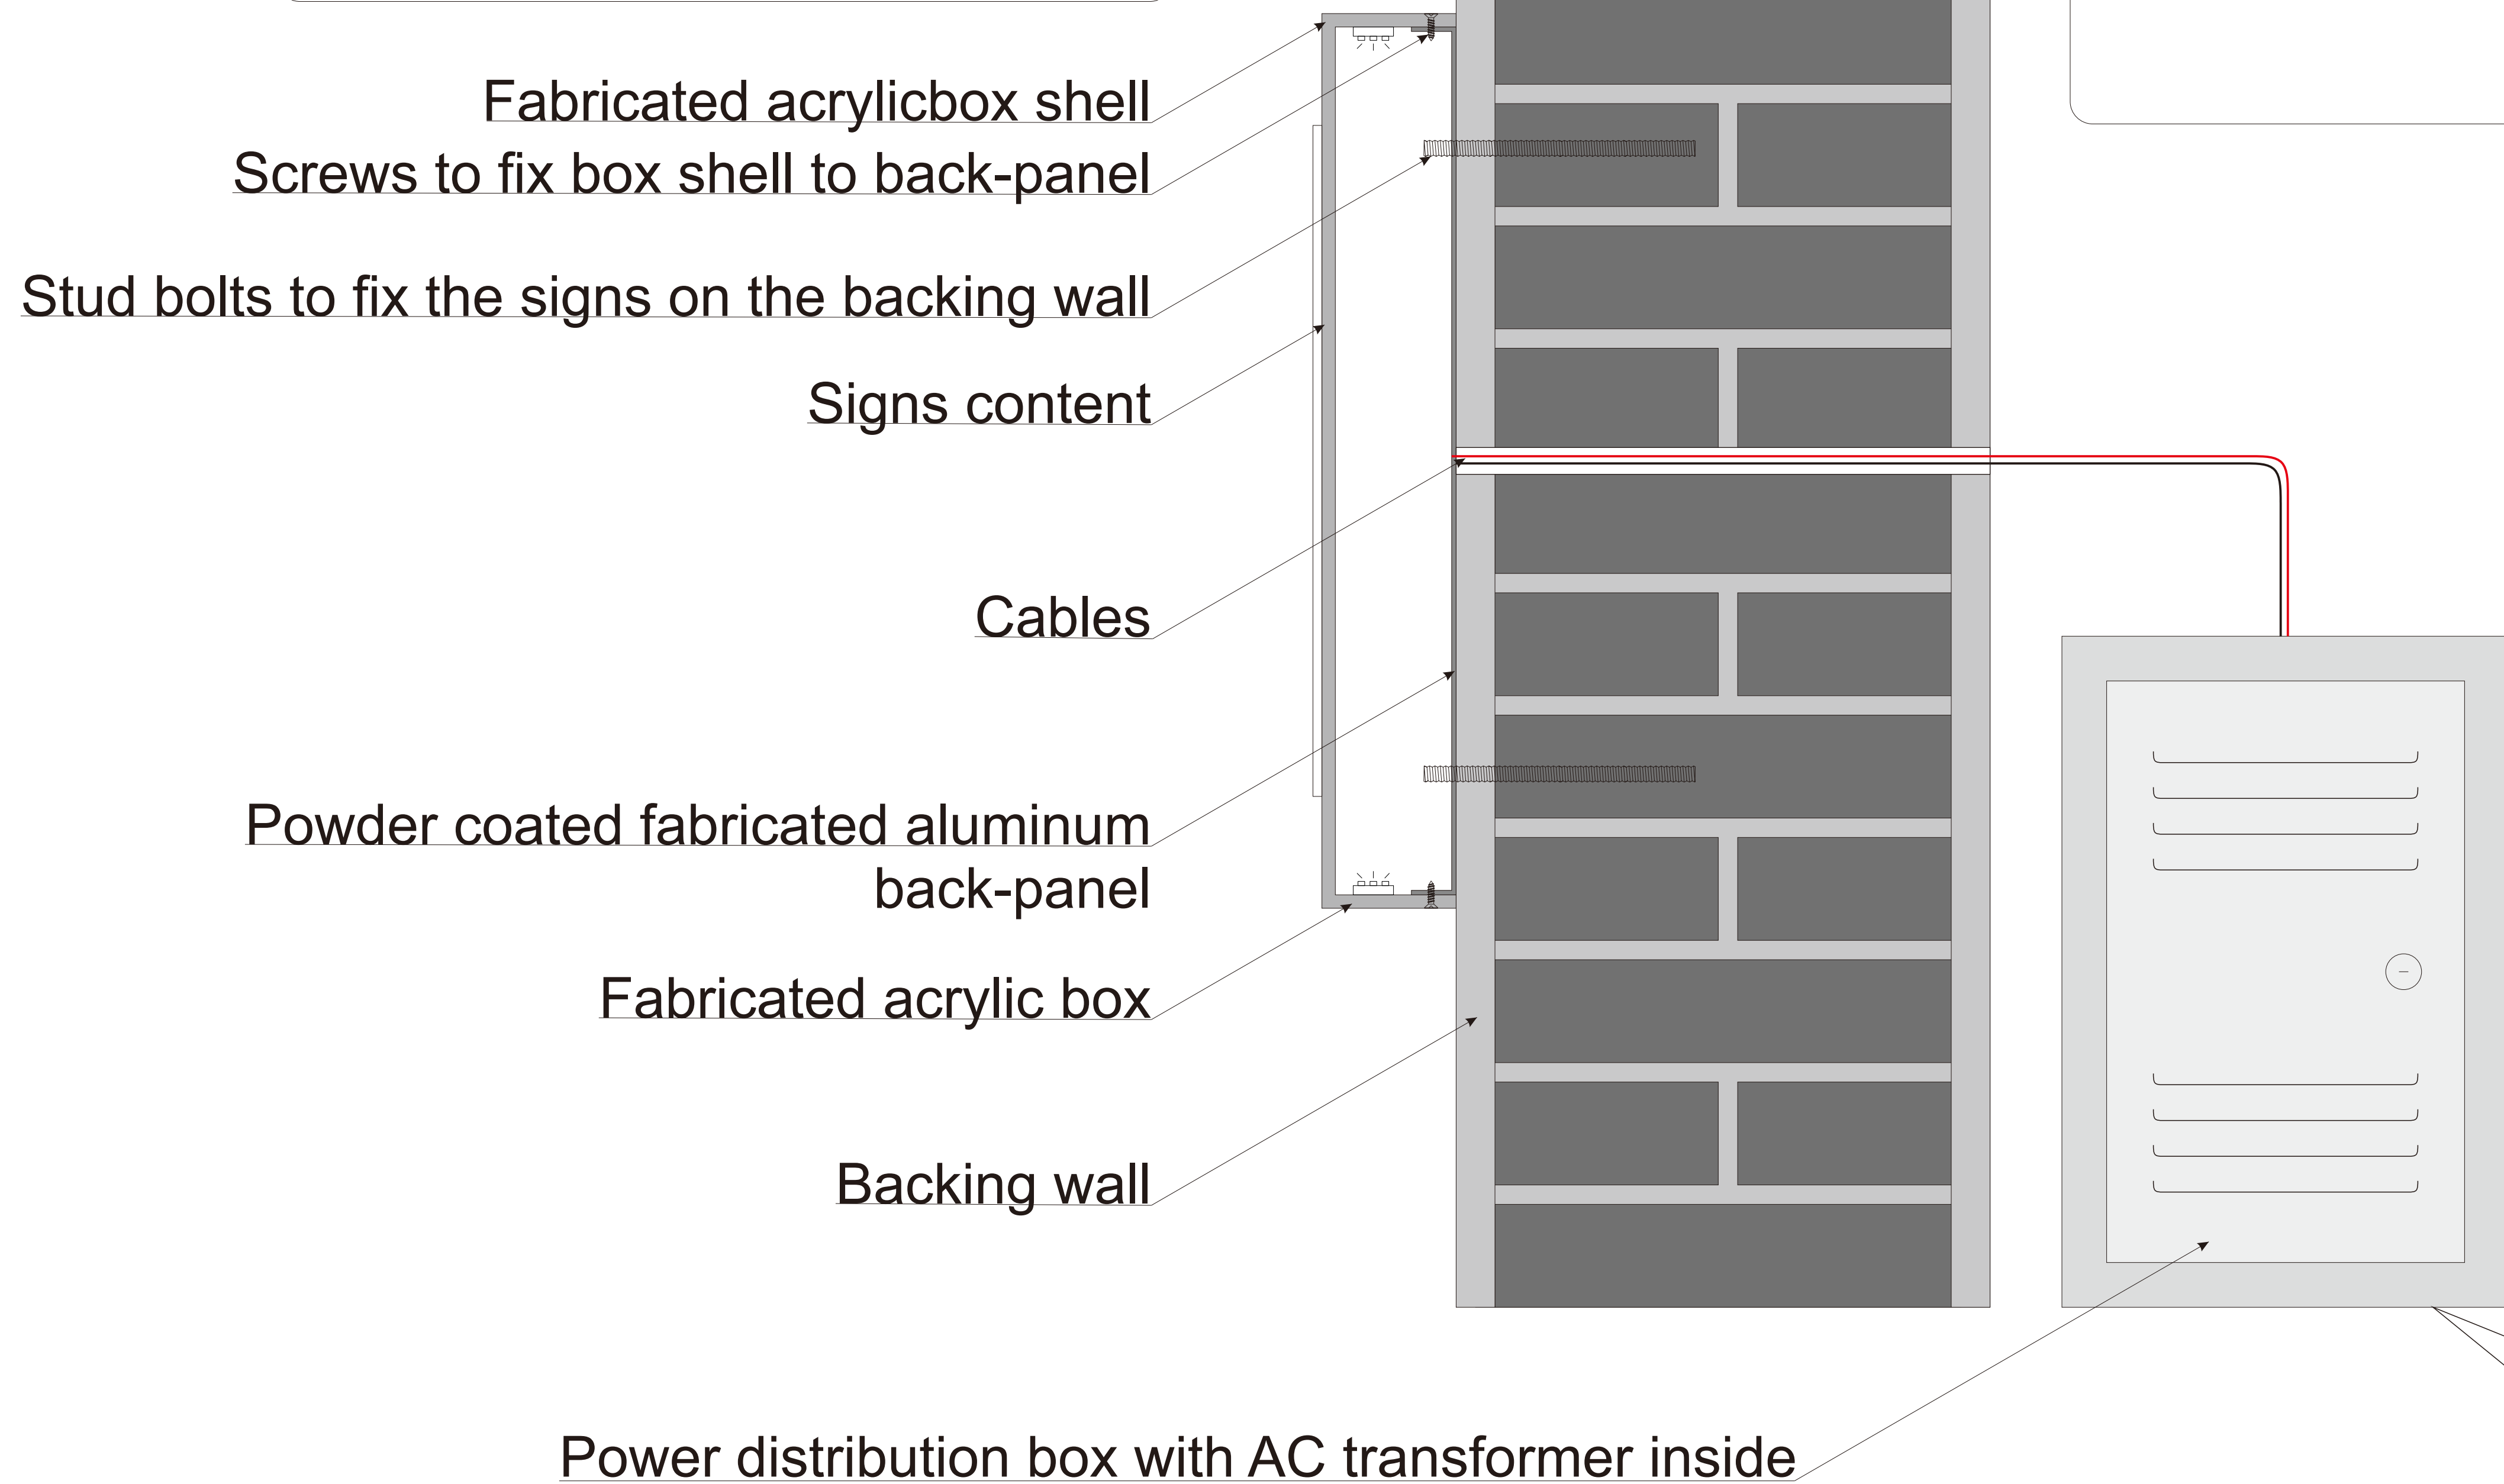 Fabricated acrylicbox shell
Screws to fix box shell to back-panel
Stud bolts to fix the signs on the backing wall
Signs content
Cables
Powder coated fabricated aluminum
back-panel
Fabricated acrylic box
Backing wall
Power distribution box with AC transformer inside